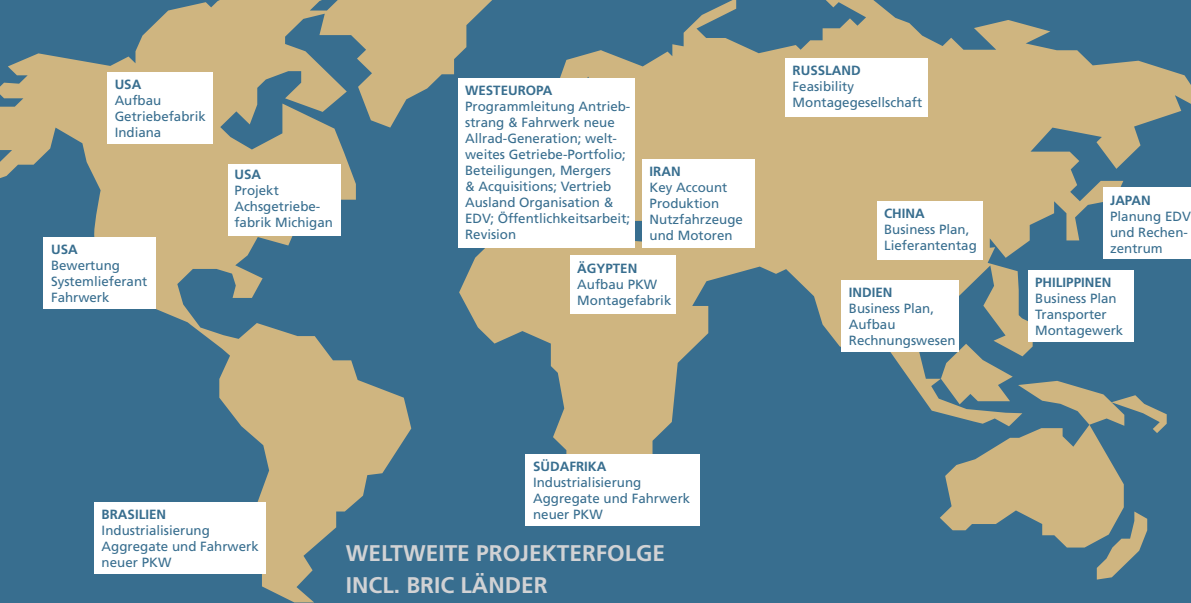 USA
Aufbau
Getriebefabrik
Indiana
USA
Projekt
Achsgetriebe-
fabrik Michigan
USA
Bewertung
Systemlieferant
Fahrwerk
WESTEUROPA
Programmleitung Antrieb-
strang & Fahrwerk neue
Allrad-Generation; welt-
weites Getriebe-Portfolio;
Beteiligungen, Mergers
& Acquisitions; Vertrieb
Ausland Organisation &
EDV; Öffentlichkeitsarbeit;
Revision
RUSSLAND
Feasibility
Montagegesellschaft
IRAN
Key Account
Produktion
Nutzfahrzeuge
und Motoren
ÄGYPTEN
Aufbau PKW
Montagefabrik
CHINA
Business Plan,
Lieferantentag
JAPAN
Planung EDV
und Rechen-
zentrum
INDIEN
Business Plan,
Aufbau
Rechnungswesen
PHILIPPINEN
Business Plan
Transporter
Montagewerk
SÜDAFRIKA
Industrialisierung
Aggregate und Fahrwerk
neuer PKW
BRASILIEN
Industrialisierung
Aggregate und Fahrwerk
neuer PKW
WELTWEITE PROJEKTERFOLGE
INCL. BRIC LÄNDER